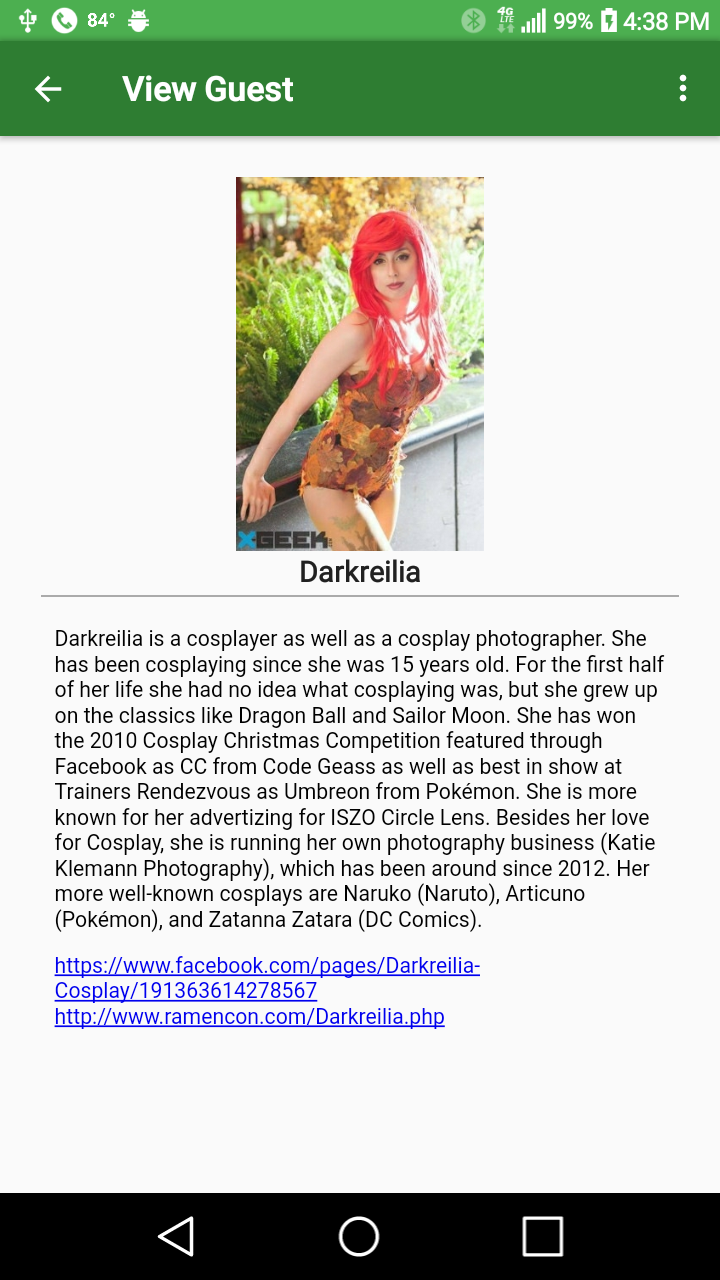 84°
4G
LTE
99%
4:38 PM
View Guest
XGEEK
Darkreilia
Darkreilia is a cosplayer as well as a cosplay photographer. She
has been cosplaying since she was 15 years old. For the first half
of her life she had no idea what cosplaying was, but she grew up
on the classics like Dragon Ball and Sailor Moon. She has won
the 2010 Cosplay Christmas Competition featured through
Facebook as CC from Code Geass as well as best in show at
Trainers Rendezvous as Umbreon from Pokémon. She is more
known for her advertizing for ISZO Circle Lens. Besides her love
for Cosplay, she is running her own photography business (Katie
Klemann Photography), which has been around since 2012. Her
more well-known cosplays are Naruko (Naruto), Articuno
(Pokémon), and Zatanna Zatara (DC Comics).
https://www.facebook.com/pages/Darkreilia-
Cosplay/191363614278567
http://www.ramencon.com/Darkreilia.php